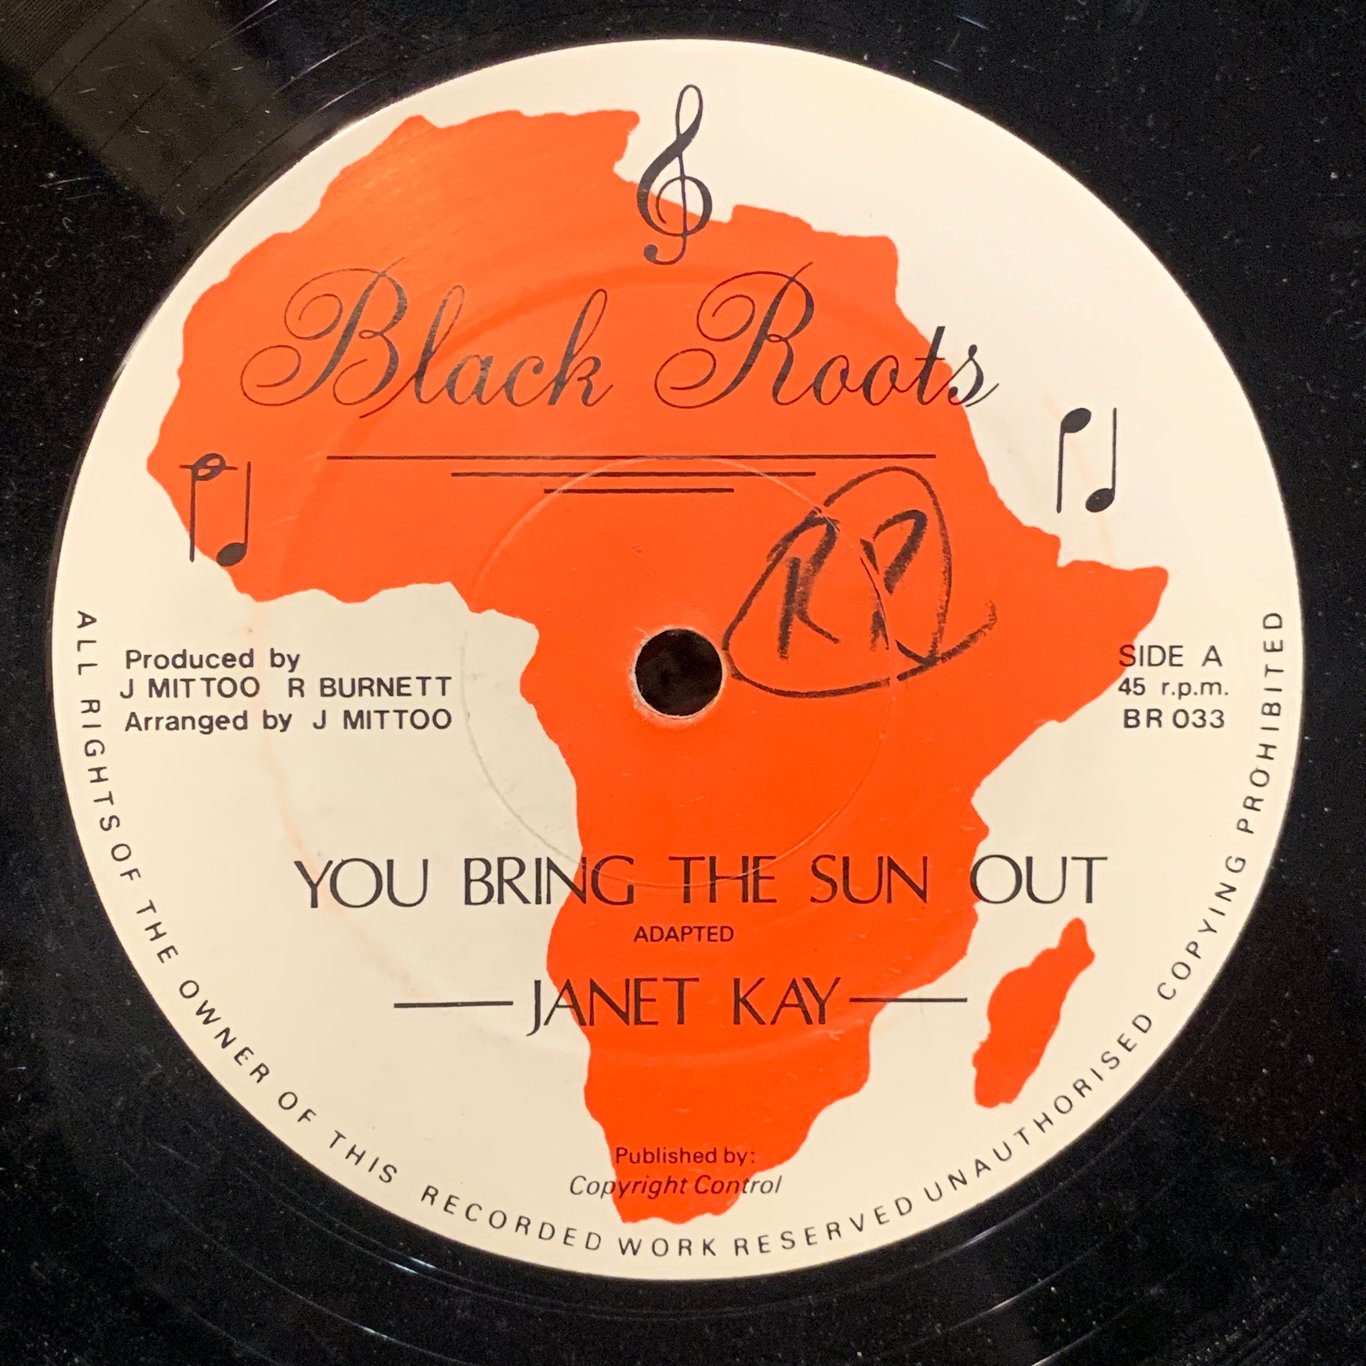 Black Roots
RP
Produced by
J MITTOO R BURNETT
Arranged by J MITTOO
SIDE A
45 r.p.m.
BR 033
YOU BRING THE SUN OUT
ADAPTED
JANET KAY
Published by:
Copyright Control
ALL RIGHTS OF THE OWNER OF THIS RECORDED WORK RESERVED UNAUTHORISED COPYING PROHIBITED